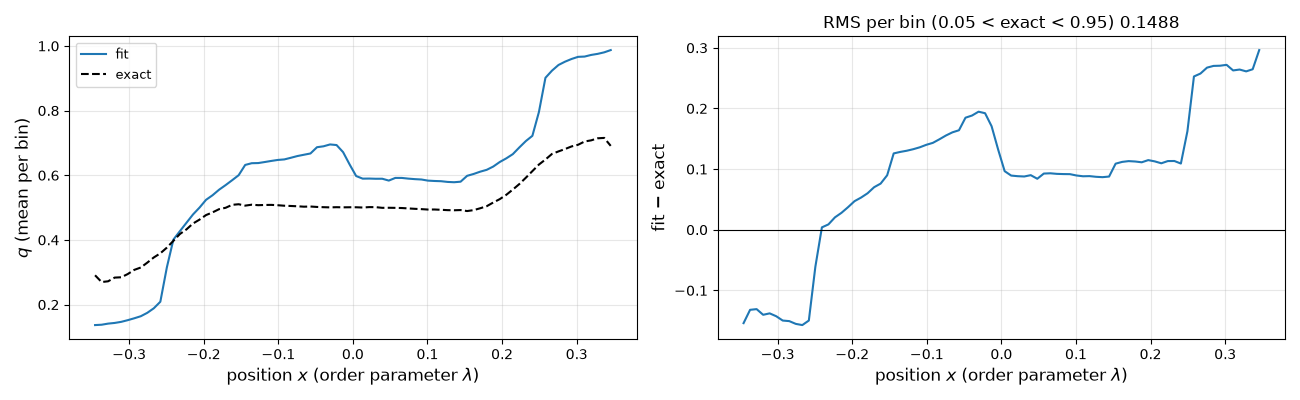 1.0
0.8
0.6
0.4
0.2
q (mean per bin)
fit
exact
−0.3 −0.2 −0.1 0.0 0.1 0.2 0.3
position x (order parameter λ)
RMS per bin (0.05 < exact < 0.95) 0.1488
0.3
0.2
0.1
0.0
−0.1
fit − exact
−0.3 −0.2 −0.1 0.0 0.1 0.2 0.3
position x (order parameter λ)